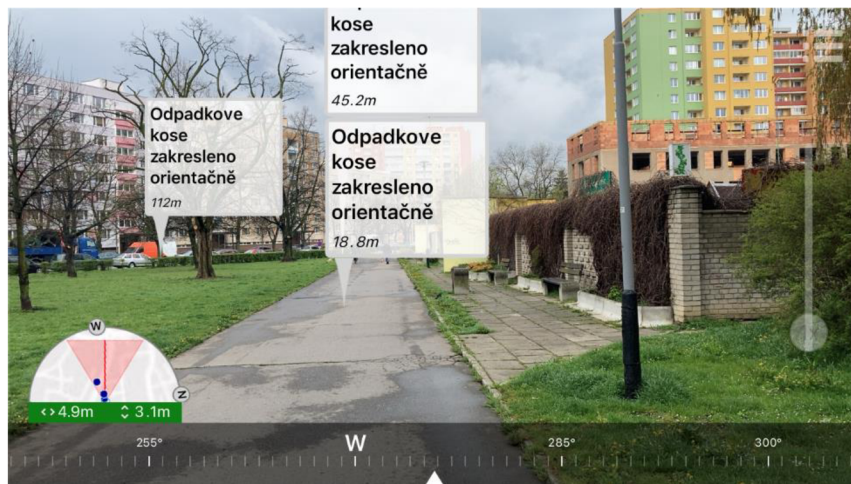 kose
zakresleno
orientačně
45.2m
Odpadkove
kose
zakresleno
orientačně
112m
Odpadkove
kose
zakresleno
orientačně
18.8m
W
Z
<>4.9m
3.1m
255°
W
285°
300°